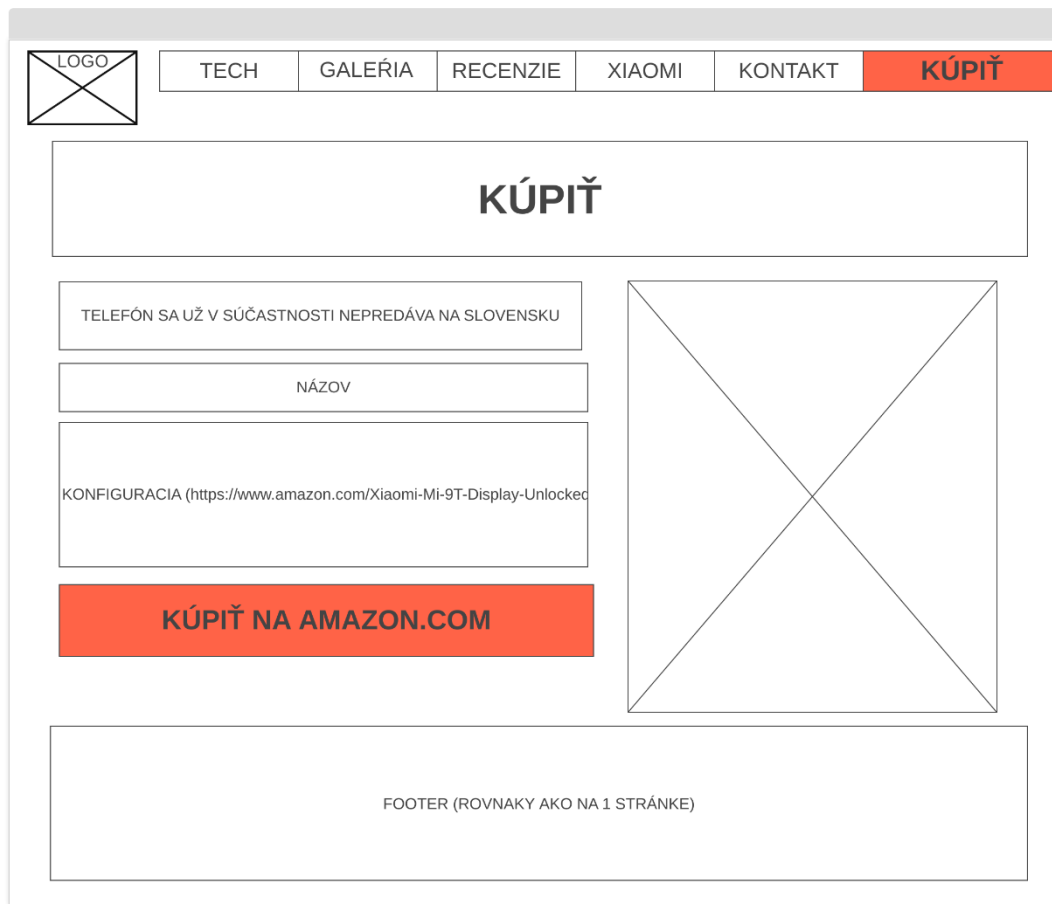 LOGO
TECH
GALEŔIA
RECENZIE
XIAOMI
KONTAKT
KÚPIŤ
KÚPIŤ
TELEFÓN SA UŽ V SÚČASTNOSTI NEPREDÁVA NA SLOVENSKU
NÁZOV
KONFIGURACIA (https://www.amazon.com/Xiaomi-Mi-9T-Display-Unlocked
KÚPIŤ NA AMAZON.COM
FOOTER (ROVNAKY AKO NA 1 STRÁNKE)